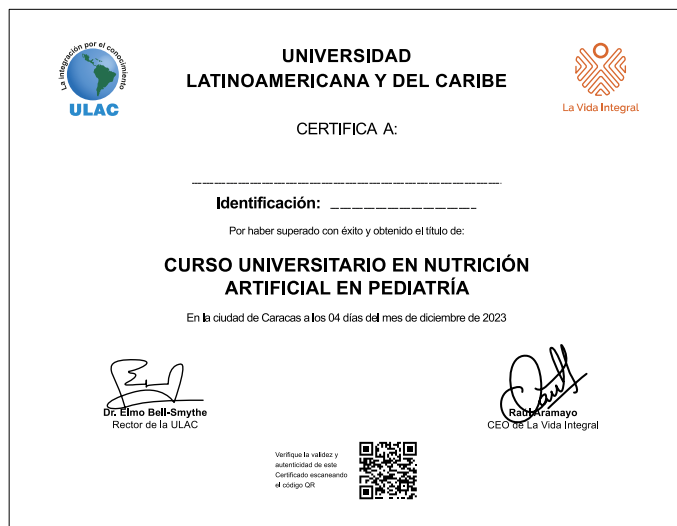 La integración por el conocimiento
ULAC
UNIVERSIDAD
LATINOAMERICANA Y DEL CARIBE
La Vida Integral
CERTIFICA A:
Identificación:
Por haber superado con éxito y obtenido el título de:
CURSO UNIVERSITARIO EN NUTRICIÓN
ARTIFICIAL EN PEDIATRÍA
En la ciudad de Caracas a los 04 días del mes de diciembre de 2023
Dr. Elmo Bell-Smythe
Rector de la ULAC
Raúl Aramayo
CEO de La Vida Integral
Verifique la validez y
autenticidad de este
Certificado escaneando
el código QR